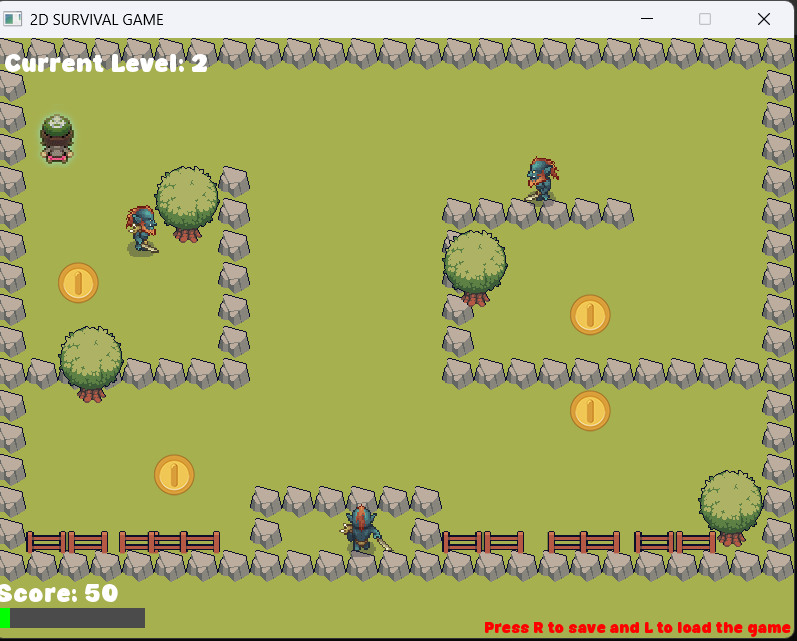 2D SURVIVAL GAME
Current Level: 2
Score: 50
Press R to save and L to load the game